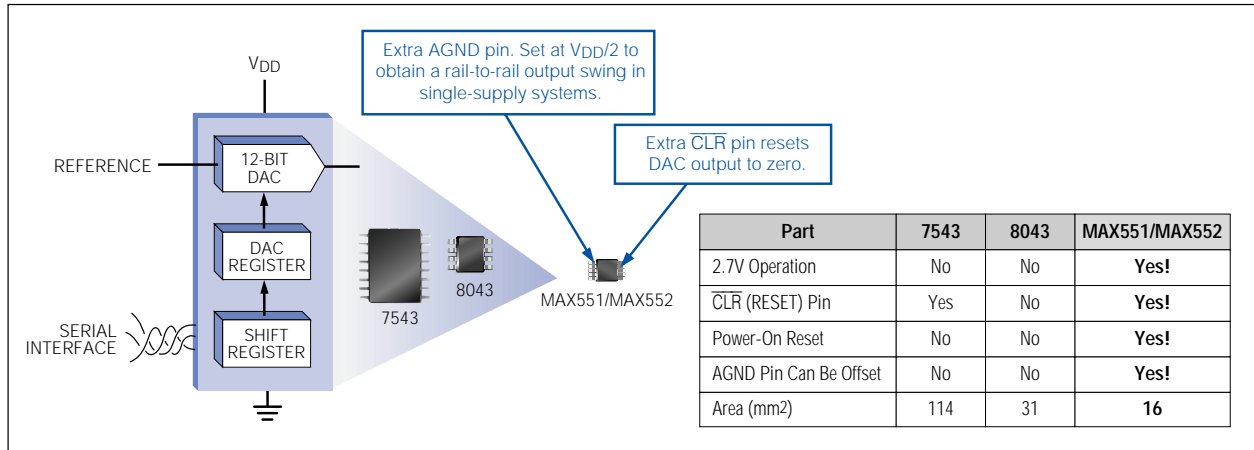 Extra AGND pin. Set at VDD/2 to
obtain a rail-to-rail output swing in
single-supply systems.
Extra C̅L̅R̅ pin resets
DAC output to zero.
VDD
REFERENCE
12-BIT
DAC
DAC
REGISTER
SERIAL
INTERFACE
SHIFT
REGISTER
7543
8043
MAX551/MAX552
Part 7543 8043 MAX551/MAX552
2.7V Operation No No Yes!
C̅L̅R̅ (RESET) Pin Yes No Yes!
Power-On Reset No No Yes!
AGND Pin Can Be Offset No No Yes!
Area (mm2) 114 31 16